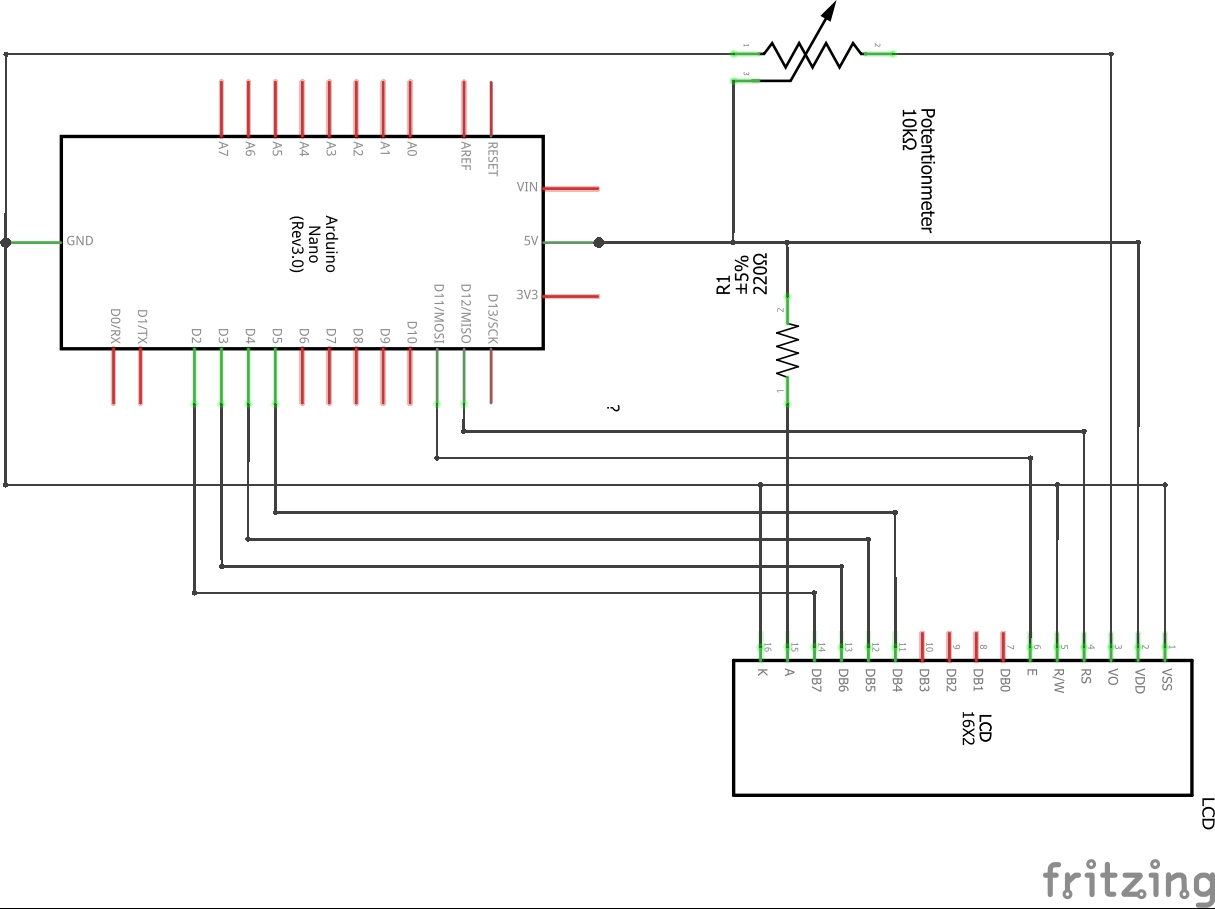 1
2
3
Potentionmeter
10kΩ
A7
A6
A5
A4
A3
A2
A1
A0
AREF
RESET
VIN
GND
Arduino
Nano
(Rev3.0)
5V
3V3
D0/RX
D1/TX
D2
D3
D4
D5
D6
D7
D8
D9
D10
D11/MOSI
D12/MISO
D13/SCK
220Ω
±5%
R1
2
1
?
16
15
14
13
12
11
10
9
8
7
6
5
4
3
2
1
K
A
DB7
DB6
DB5
DB4
DB3
DB2
DB1
DB0
E
R/W
RS
VO
VDD
VSS
LCD
16X2
LCD
fritzing